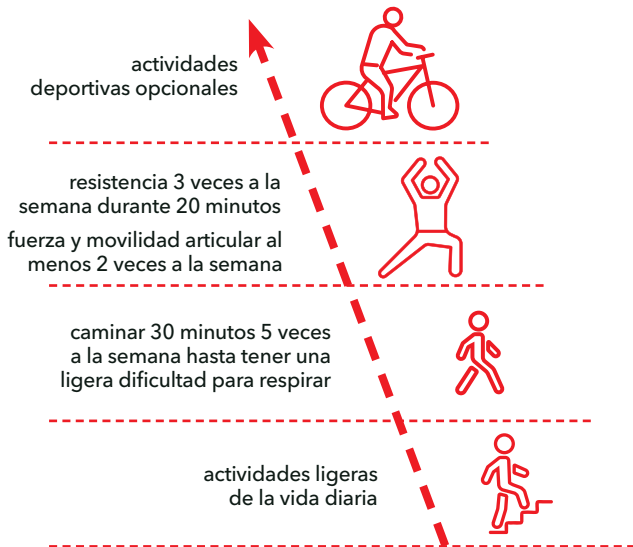 actividades
deportivas opcionales
resistencia 3 veces a la
semana durante 20 minutos
fuerza y movilidad articular al
menos 2 veces a la semana
caminar 30 minutos 5 veces
a la semana hasta tener una
ligera dificultad para respirar
actividades ligeras
de la vida diaria